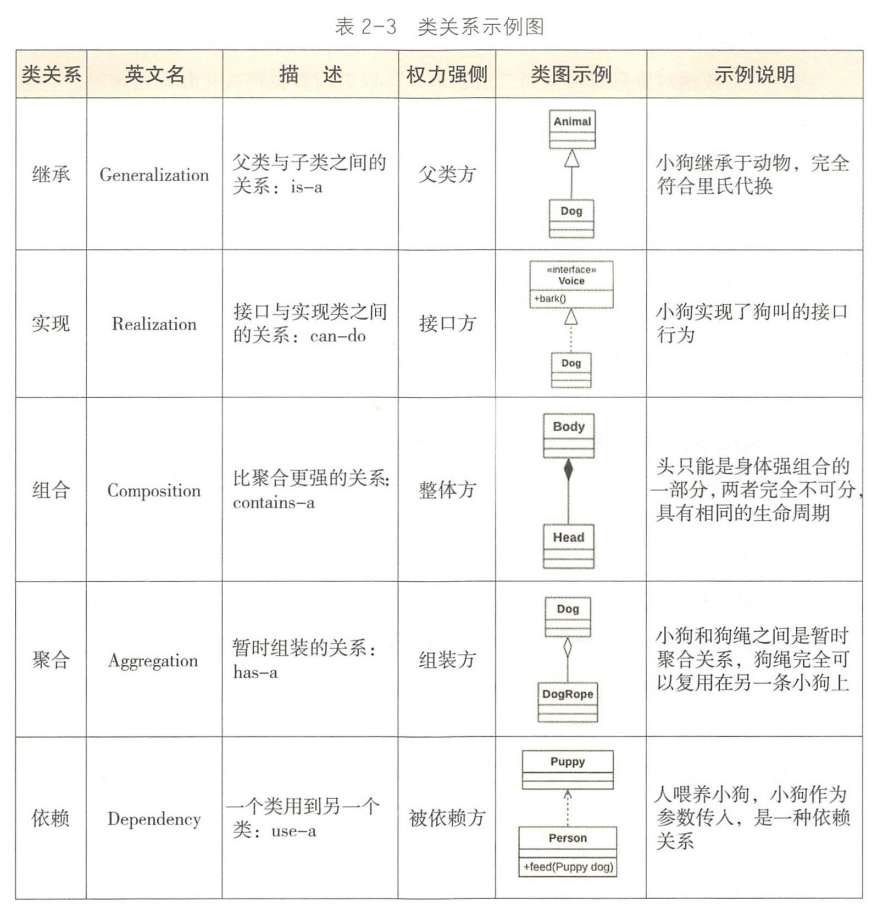 表 2-3 类关系示例图
类关系 英文名 描 述 权力强侧 类图示例 示例说明
继承
Generalization
父类与子类之间的
关系：is-a
父类方
Animal
Dog
小狗继承于动物，完全
符合里氏代换
实现
Realization
接口与实现类之间
的关系：can-do
接口方
«interface»
Voice
+bark()
Dog
小狗实现了狗叫的接口
行为
组合
Composition
比聚合更强的关系：
contains-a
整体方
Body
Head
头只能是身体强组合的
一部分，两者完全不可分，
具有相同的生命周期
聚合
Aggregation
暂时组装的关系：
has-a
组装方
Dog
DogRope
小狗和狗绳之间是暂时
聚合关系，狗绳完全可
以复用在另一条小狗上
依赖
Dependency
一个类用到另一个
类：use-a
被依赖方
Puppy
Person
+feed(Puppy dog)
人喂养小狗，小狗作为
参数传入，是一种依赖
关系